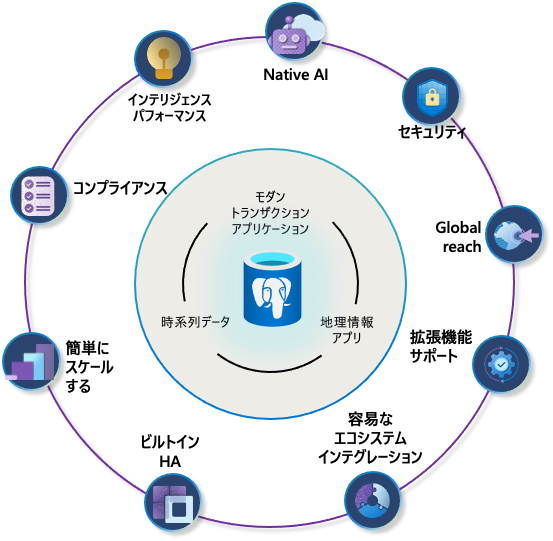 Native AI
インテリジェンス
パフォーマンス
セキュリティ
コンプライアンス
モダン
トランザクション
アプリケーション
Global
reach
時系列データ
地理情報
アプリ
簡単に
スケール
する
拡張機能
サポート
ビルトイン
HA
容易な
エコシステム
インテグレーション